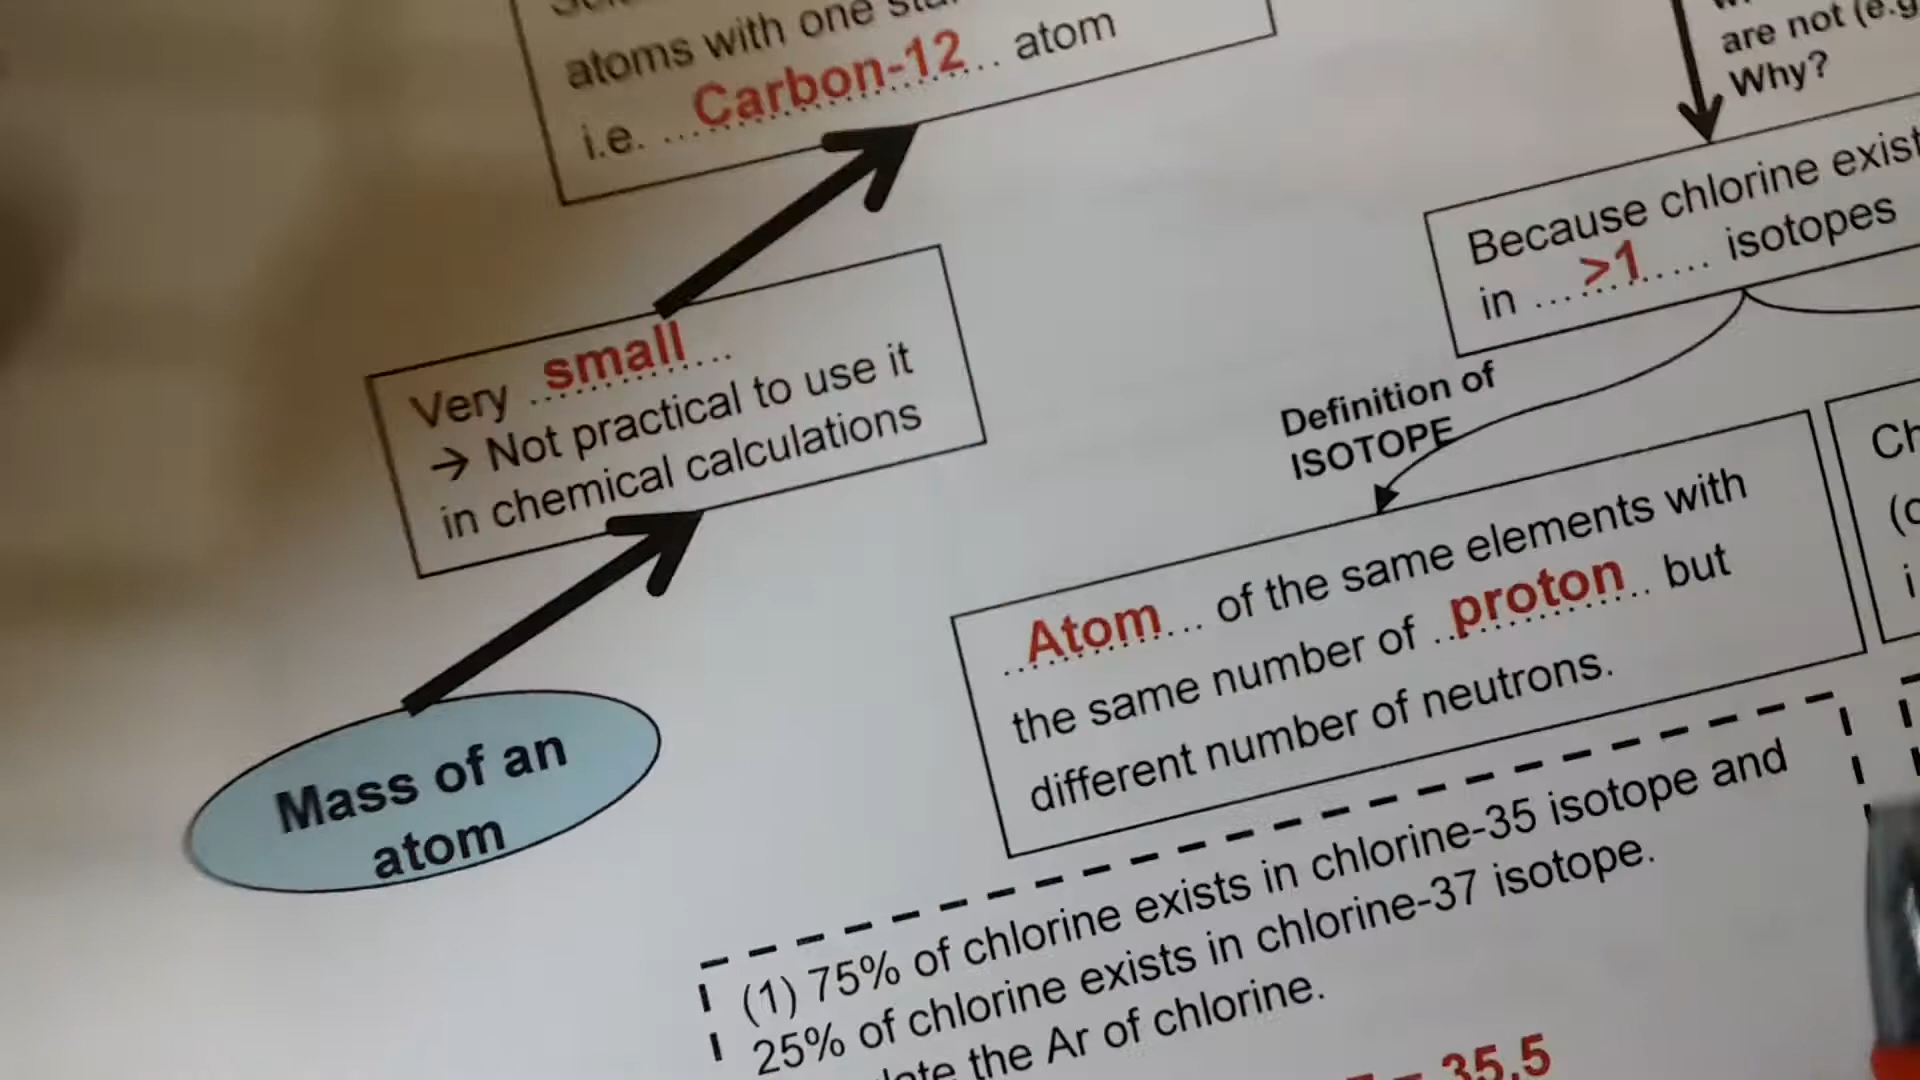 atoms with one
i.e. Carbon-12 atom
are not (e.g
Why?
Because chlorine exist
in >1 isotopes
Very small
→ Not practical to use it
in chemical calculations
Definition of
ISOTOPE
Atom of the same elements with
the same number of proton but
different number of neutrons.
Mass of an
atom
(1) 75% of chlorine exists in chlorine-35 isotope and
25% of chlorine exists in chlorine-37 isotope.
the Ar of chlorine.
35.5
Ch